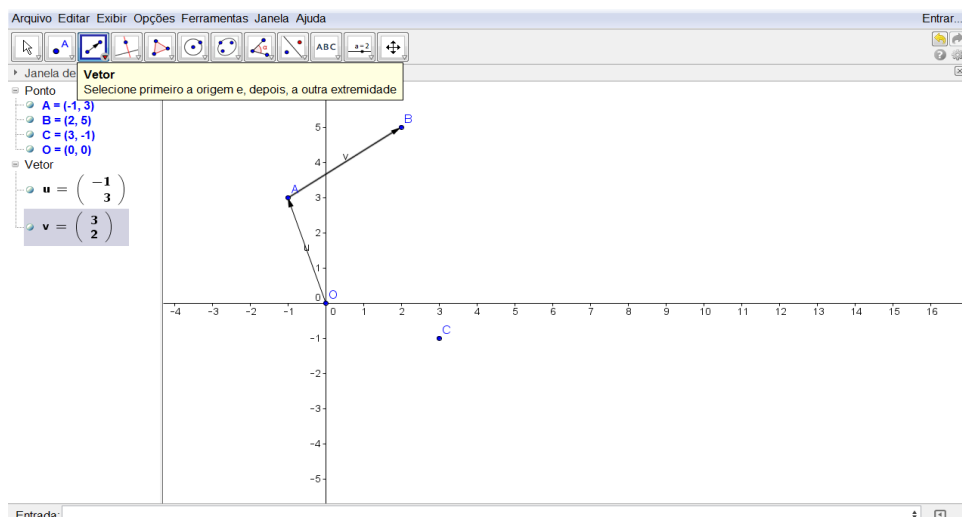 Arquivo Editar Exibir Opções Ferramentas Janela Ajuda Entrar...
A ABC a=2
Janela de
Vetor
Selecione primeiro a origem e, depois, a outra extremidade
Ponto
A = (-1, 3)
B = (2, 5)
C = (3, -1)
O = (0, 0)
Vetor
u = ( −1
3 )
v = ( 3
2 )
B
5
v
4
A
3
2
u
1
0 O
-4 -3 -2 -1 0 1 2 3 4 5 6 7 8 9 10 11 12 13 14 15 16
-1 C
-2
-3
-4
-5
Entrada: